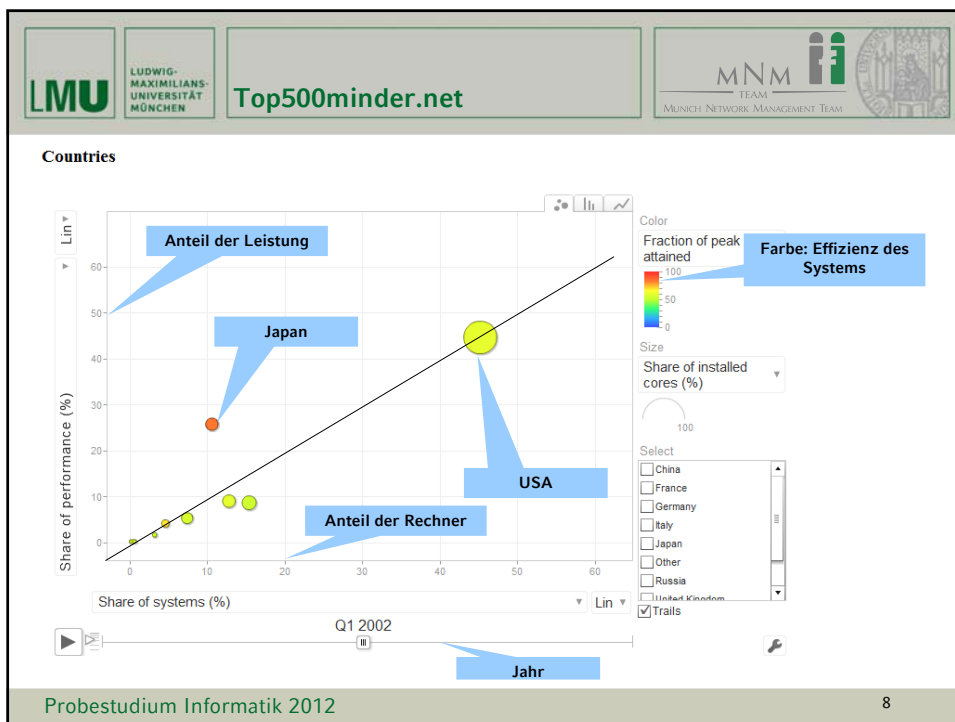 LMU
LUDWIG-
MAXIMILIANS-
UNIVERSITÄT
MÜNCHEN
Top500minder.net
MNM
TEAM
MUNICH NETWORK MANAGEMENT TEAM
Countries
Lin
Share of performance (%)
60
50
40
30
20
10
0
0
10
20
30
40
50
60
Anteil der Leistung
Japan
USA
Anteil der Rechner
Share of systems (%)
Lin
Color
Fraction of peak
attained
100
50
0
Farbe: Effizienz des
Systems
Size
Share of installed
cores (%)
100
Select
China
France
Germany
Italy
Japan
Other
Russia
United Kingdom
Trails
Q1 2002
Jahr
Probestudium Informatik 2012
8